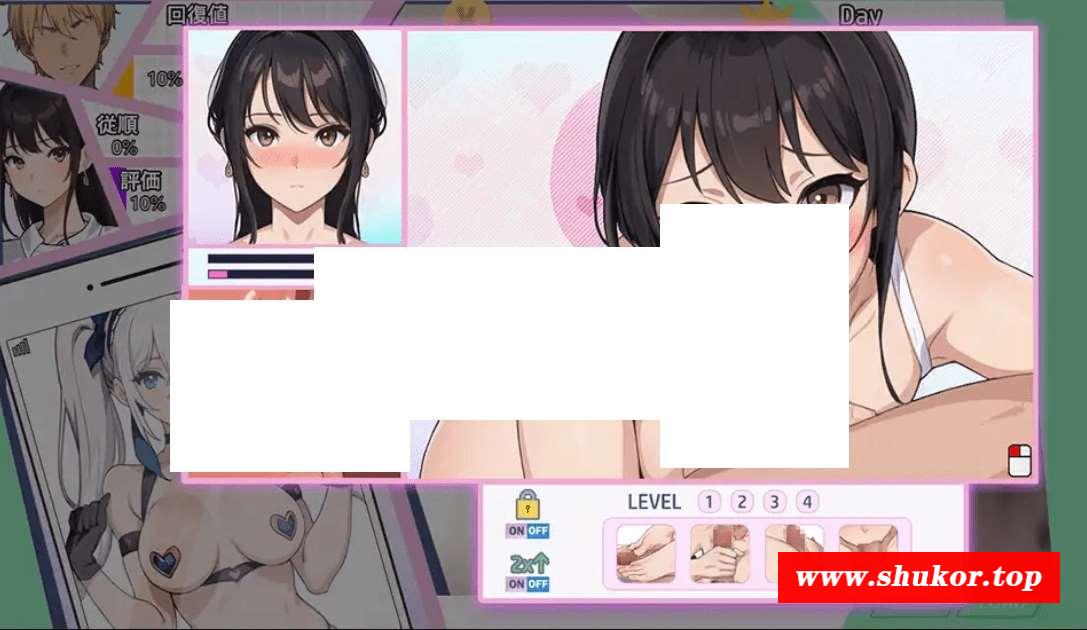 回復値
Day
10%
従順
0%
評価
10%
LEVEL 1 2 3 4
ON OFF
2x
ON OFF
www.shukor.top